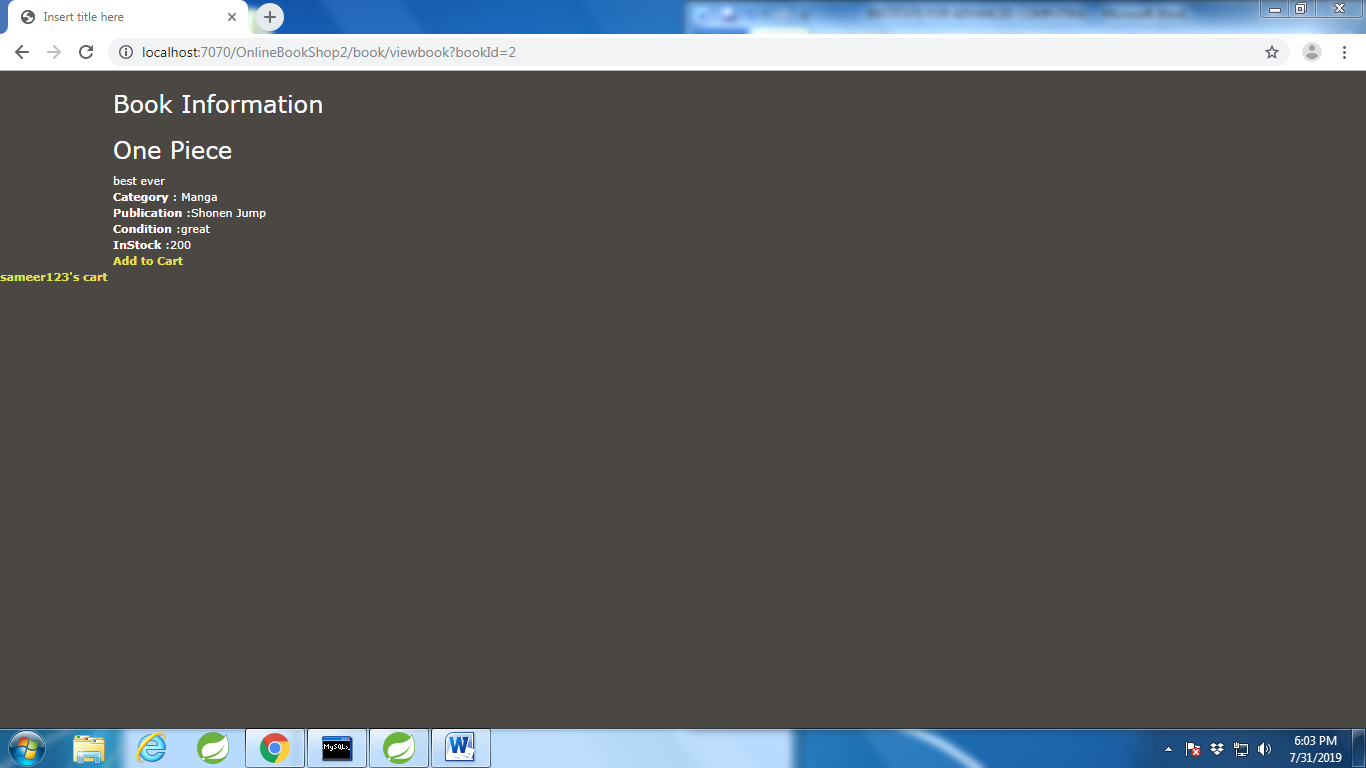 Insert title here
localhost:7070/OnlineBookShop2/book/viewbook?bookId=2
Book Information
One Piece
best ever
Category : Manga
Publication :Shonen Jump
Condition :great
InStock :200
Add to Cart
sameer123's cart
6:03 PM
7/31/2019